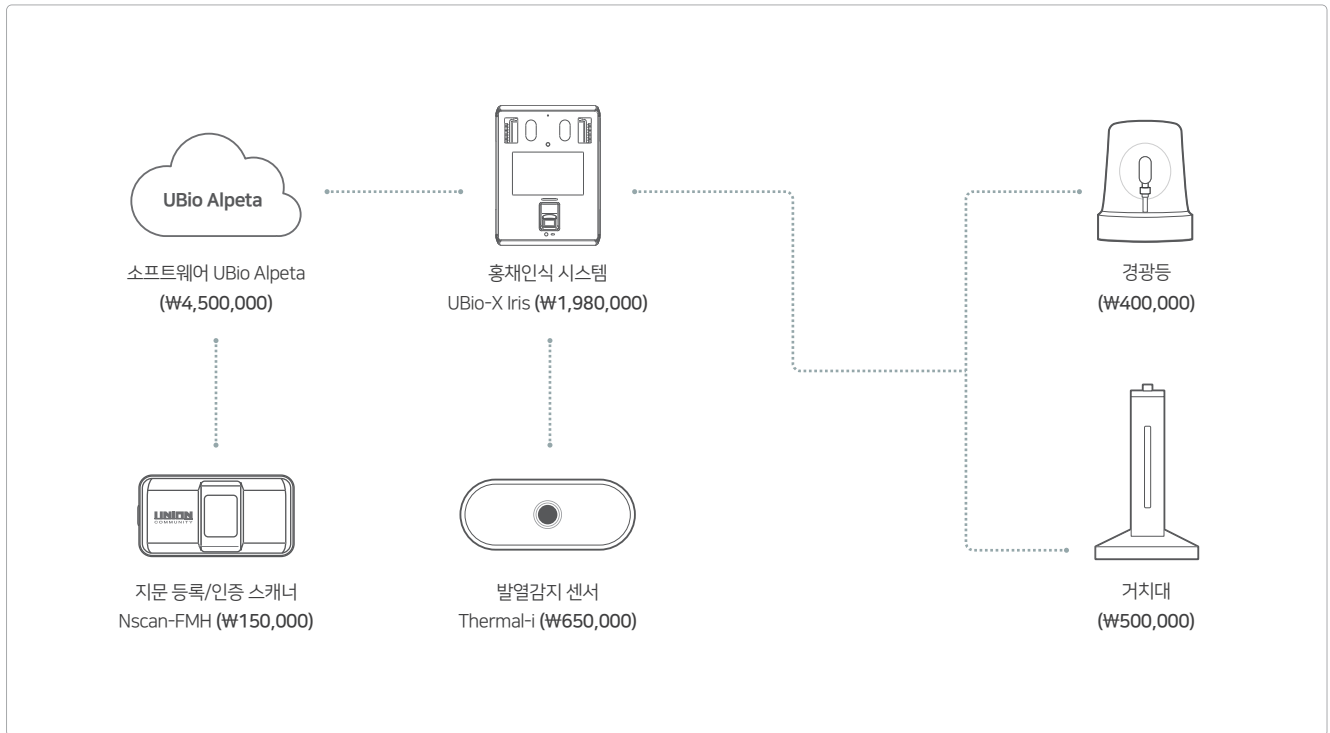 UBio Alpeta
소프트웨어 UBio Alpeta
(₩4,500,000)
홍채인식 시스템
UBio-X Iris (₩1,980,000)
경광등
(₩400,000)
UNION
COMMUNITY
지문 등록/인증 스캐너
Nscan-FMH (₩150,000)
발열감지 센서
Thermal-i (₩650,000)
거치대
(₩500,000)